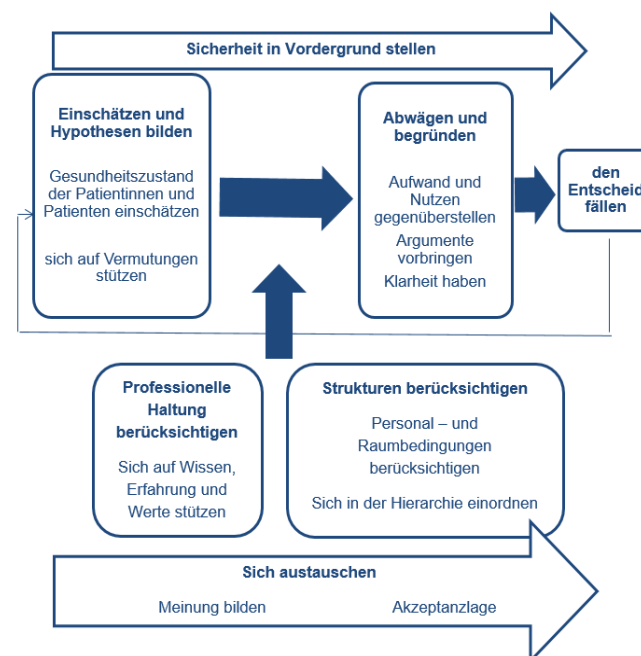 Sicherheit in Vordergrund stellen
Einschätzen und
Hypothesen bilden
Gesundheitszustand
der Patientinnen und
Patienten einschätzen
sich auf Vermutungen
stützen
Abwägen und
begründen
Aufwand und
Nutzen
gegenüberstellen
Argumente
vorbringen
Klarheit haben
den
Entscheid
fällen
Professionelle
Haltung
berücksichtigen
Sich auf Wissen,
Erfahrung und
Werte stützen
Strukturen berücksichtigen
Personal – und
Raumbedingungen
berücksichtigen
Sich in der Hierarchie einordnen
Sich austauschen
Meinung bilden
Akzeptanzlage